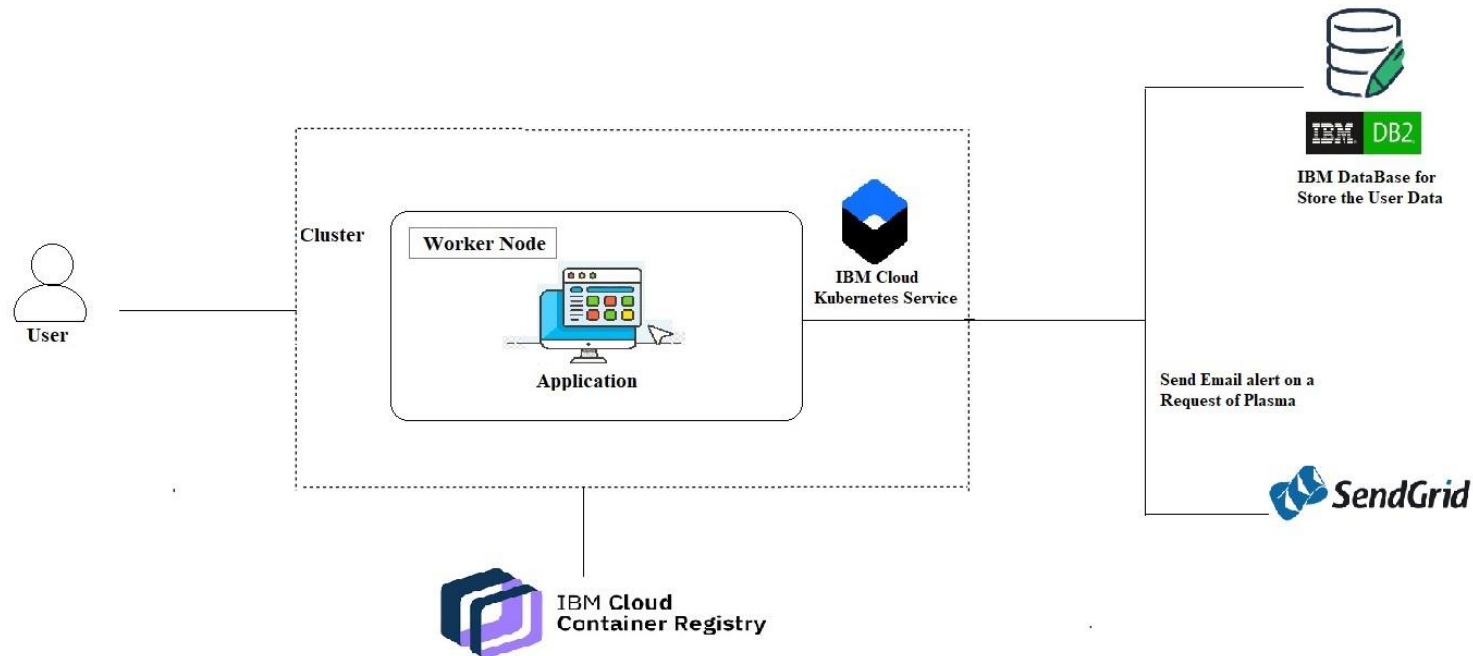 User
Cluster
Worker Node
Application
IBM Cloud
Kubernetes Service
IBM Cloud
Container Registry
IBM DB2
IBM DataBase for
Store the User Data
Send Email alert on a
Request of Plasma
SendGrid